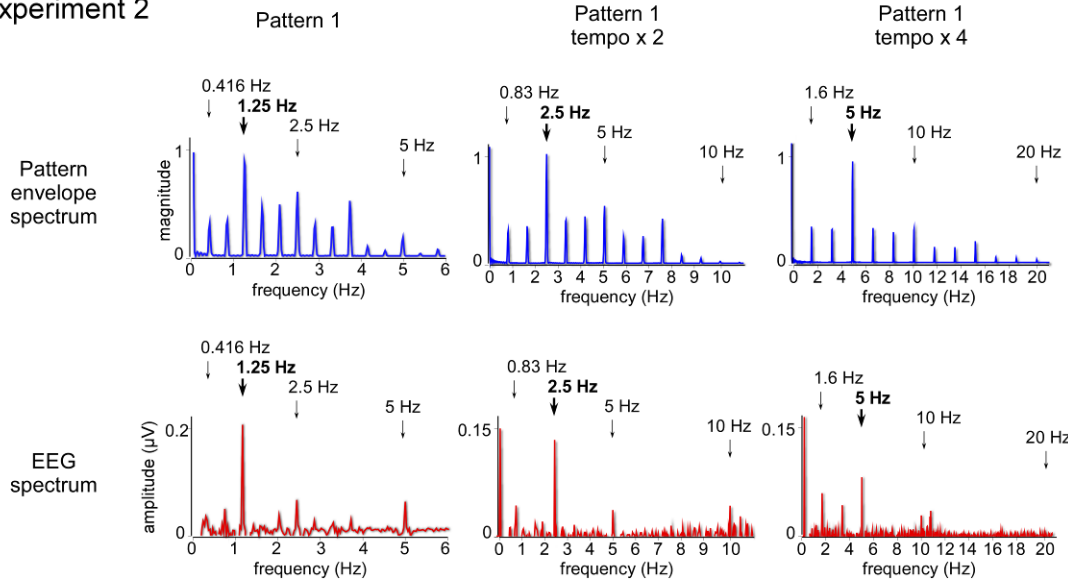 xperiment 2
Pattern 1
Pattern 1
tempo x 2
Pattern 1
tempo x 4
Pattern
envelope
spectrum
0.416 Hz
1.25 Hz
2.5 Hz
5 Hz
1
magnitude
0
0 1 2 3 4 5 6
frequency (Hz)
0.83 Hz
2.5 Hz
5 Hz
10 Hz
1
0
0 1 2 3 4 5 6 7 8 10
frequency (Hz)
1.6 Hz
5 Hz
10 Hz
20 Hz
1
0
0 2 4 6 8 10 12 14 16 18 20
frequency (Hz)
EEG
spectrum
0.416 Hz
1.25 Hz
2.5 Hz
5 Hz
0.2
amplitude (µV)
0
0 1 2 3 4 5 6
frequency (Hz)
0.83 Hz
2.5 Hz
5 Hz
10 Hz
0.15
0
0 1 2 3 4 5 6 7 8 10
frequency (Hz)
1.6 Hz
5 Hz
10 Hz
20 Hz
0.15
0
0 2 4 6 8 10 12 14 16 18 20
frequency (Hz)